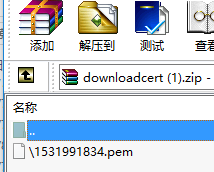 添加 解压到 测试 查看
downloadcert (1).zip -
名称
..
\1531991834.pem